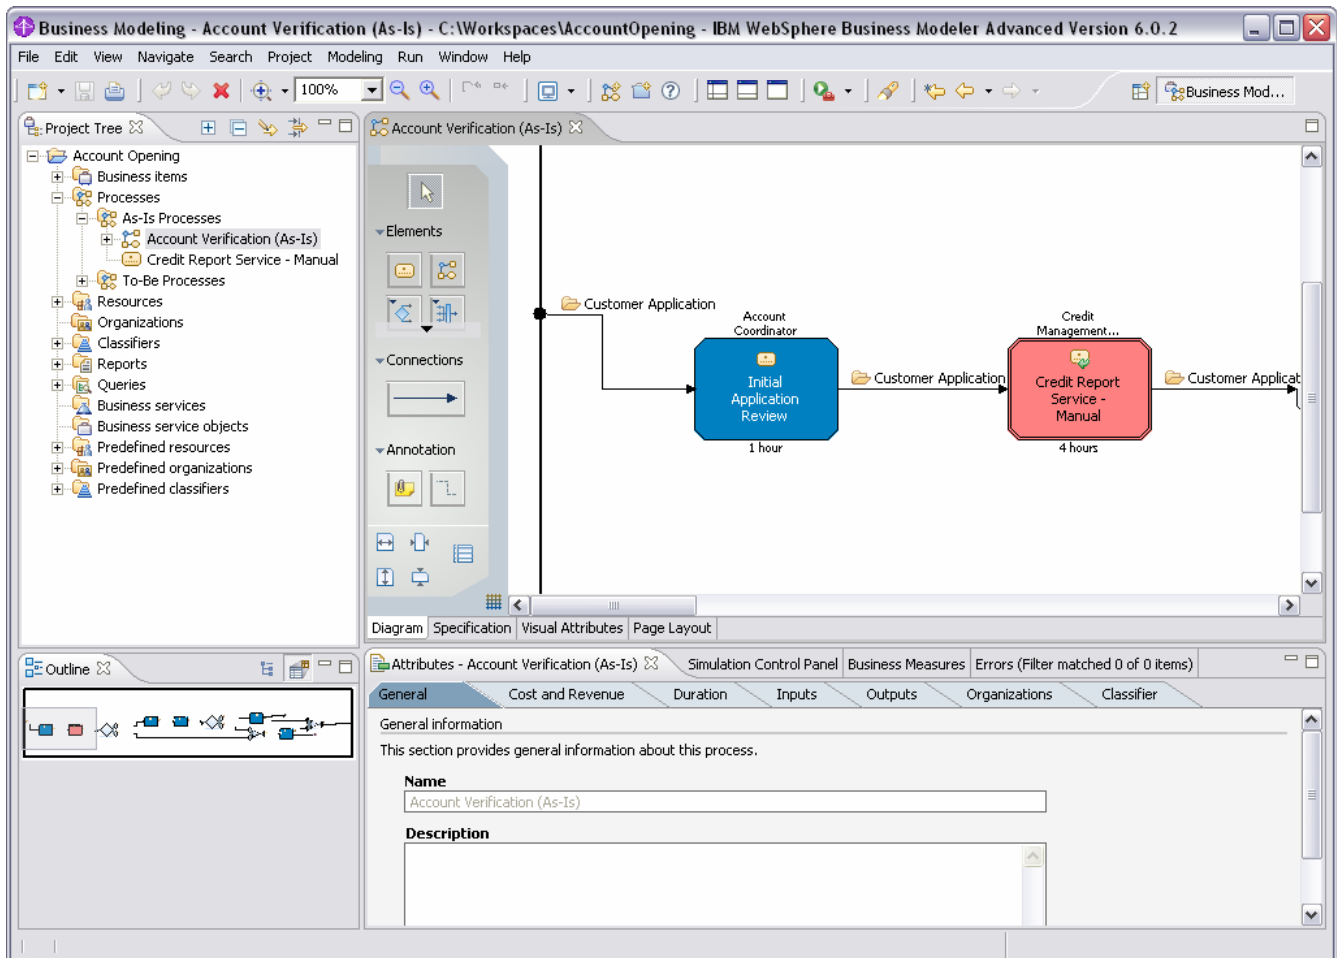 Business Modeling - Account Verification (As-Is) - C:\Workspaces\AccountOpening - IBM WebSphere Business Modeler Advanced Version 6.0.2
File Edit View Navigate Search Project Modeling Run Window Help
100%
Business Mod...
Project Tree
Account Opening
Business items
Processes
As-Is Processes
Account Verification (As-Is)
Credit Report Service - Manual
To-Be Processes
Resources
Organizations
Classifiers
Reports
Queries
Business services
Business service objects
Predefined resources
Predefined organizations
Predefined classifiers
Account Verification (As-Is)
Elements
Connections
Annotation
Customer Application
Account
Coordinator
Initial
Application
Review
1 hour
Customer Application
Credit
Management...
Credit Report
Service -
Manual
4 hours
Customer Applicat
Diagram Specification Visual Attributes Page Layout
Outline
Attributes - Account Verification (As-Is) Simulation Control Panel Business Measures Errors (Filter matched 0 of 0 items)
General Cost and Revenue Duration Inputs Outputs Organizations Classifier
General information
This section provides general information about this process.
Name
Account Verification (As-Is)
Description